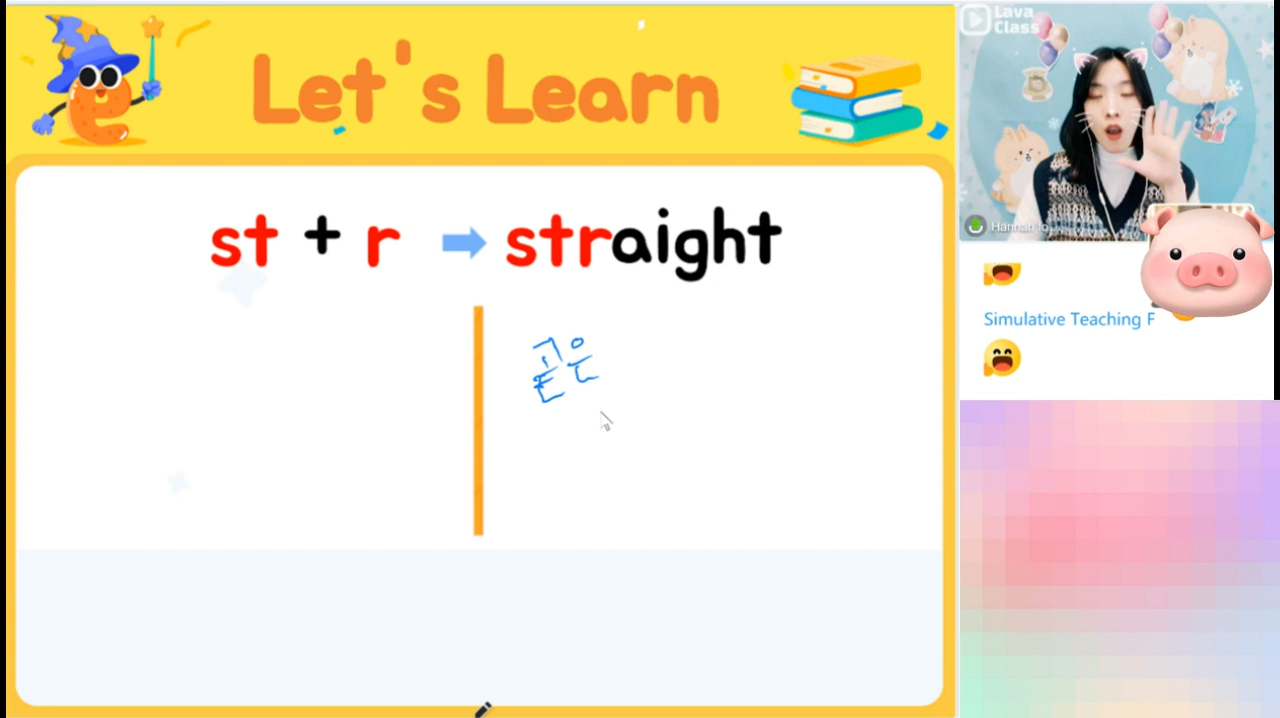 Let's Learn
st + r → straight
곧은
Lava
Class
Simulative Teaching F